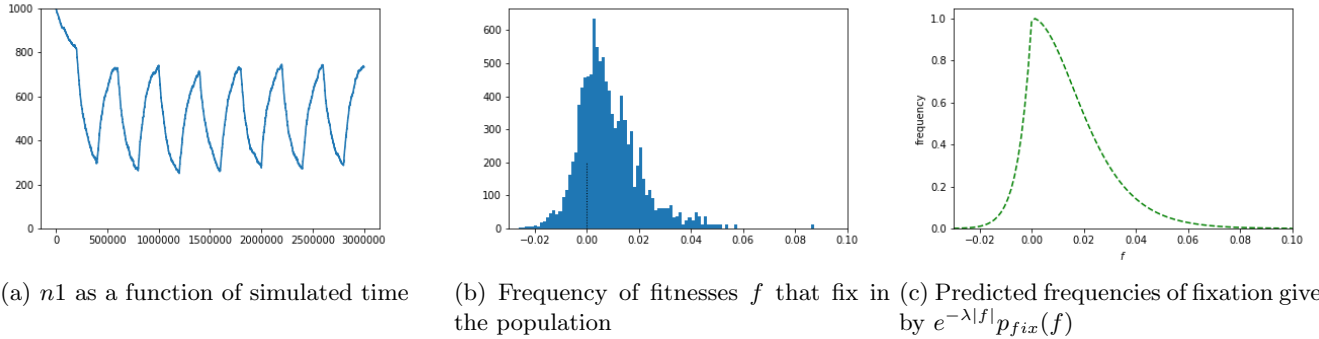 1000
800
600
400
200
0
0 500000 1000000 1500000 2000000 2500000 3000000
600
500
400
300
200
100
0
−0.02 0.00 0.02 0.04 0.06 0.08 0.10
1.0
0.8
0.6
0.4
0.2
0.0
frequency
−0.02 0.00 0.02 0.04 0.06 0.08 0.10
f
(a) n1 as a function of simulated time
(b) Frequency of fitnesses f that fix in
the population
(c) Predicted frequencies of fixation give
by e^{−λ|f|}p_{fix}(f)